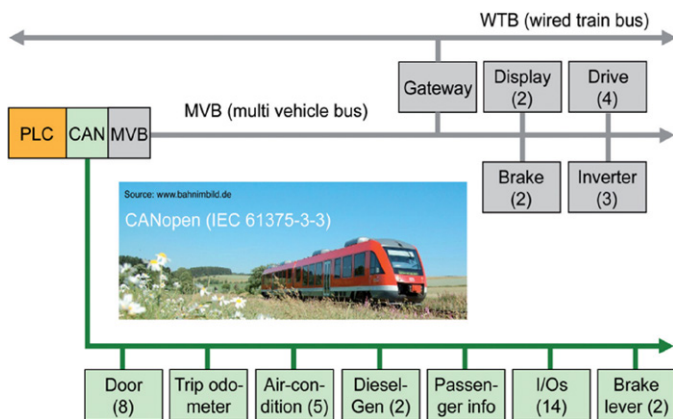 WTB (wired train bus)
Gateway
Display
(2)
Drive
(4)
MVB (multi vehicle bus)
PLC
CAN
MVB
Brake
(2)
Inverter
(3)
Source: www.bahnimbild.de
CANopen (IEC 61375-3-3)
Door
(8)
Trip odo-
meter
Air-con-
dition (5)
Diesel-
Gen (2)
Passen-
ger info
I/Os
(14)
Brake
lever (2)